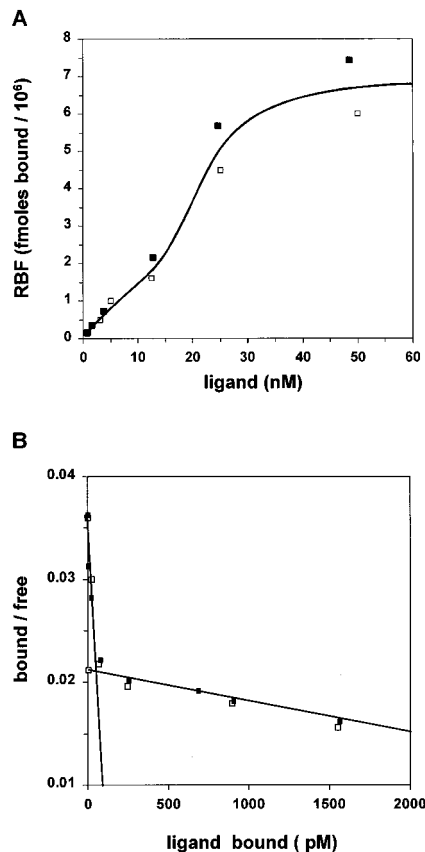 A
RBF (fmoles bound / 10⁶)
8
7
6
5
4
3
2
1
0
0 10 20 30 40 50 60
ligand (nM)
B
bound / free
0.04
0.03
0.02
0.01
0 500 1000 1500 2000
ligand bound ( pM)